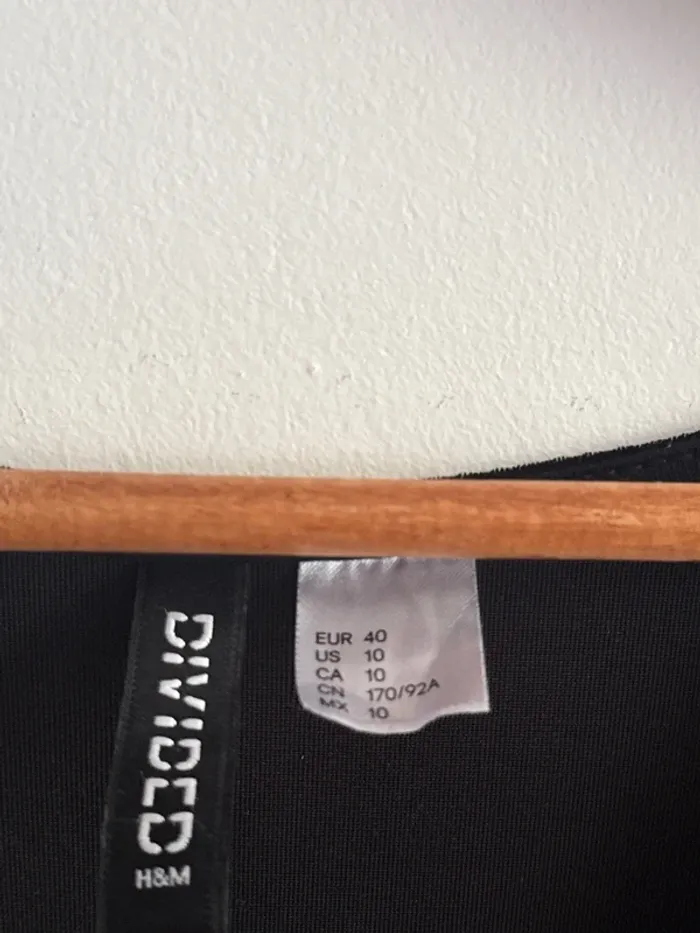 DIVIDED
H&M
EUR 40
US 10
CA 10
CN 170/92A
MX 10